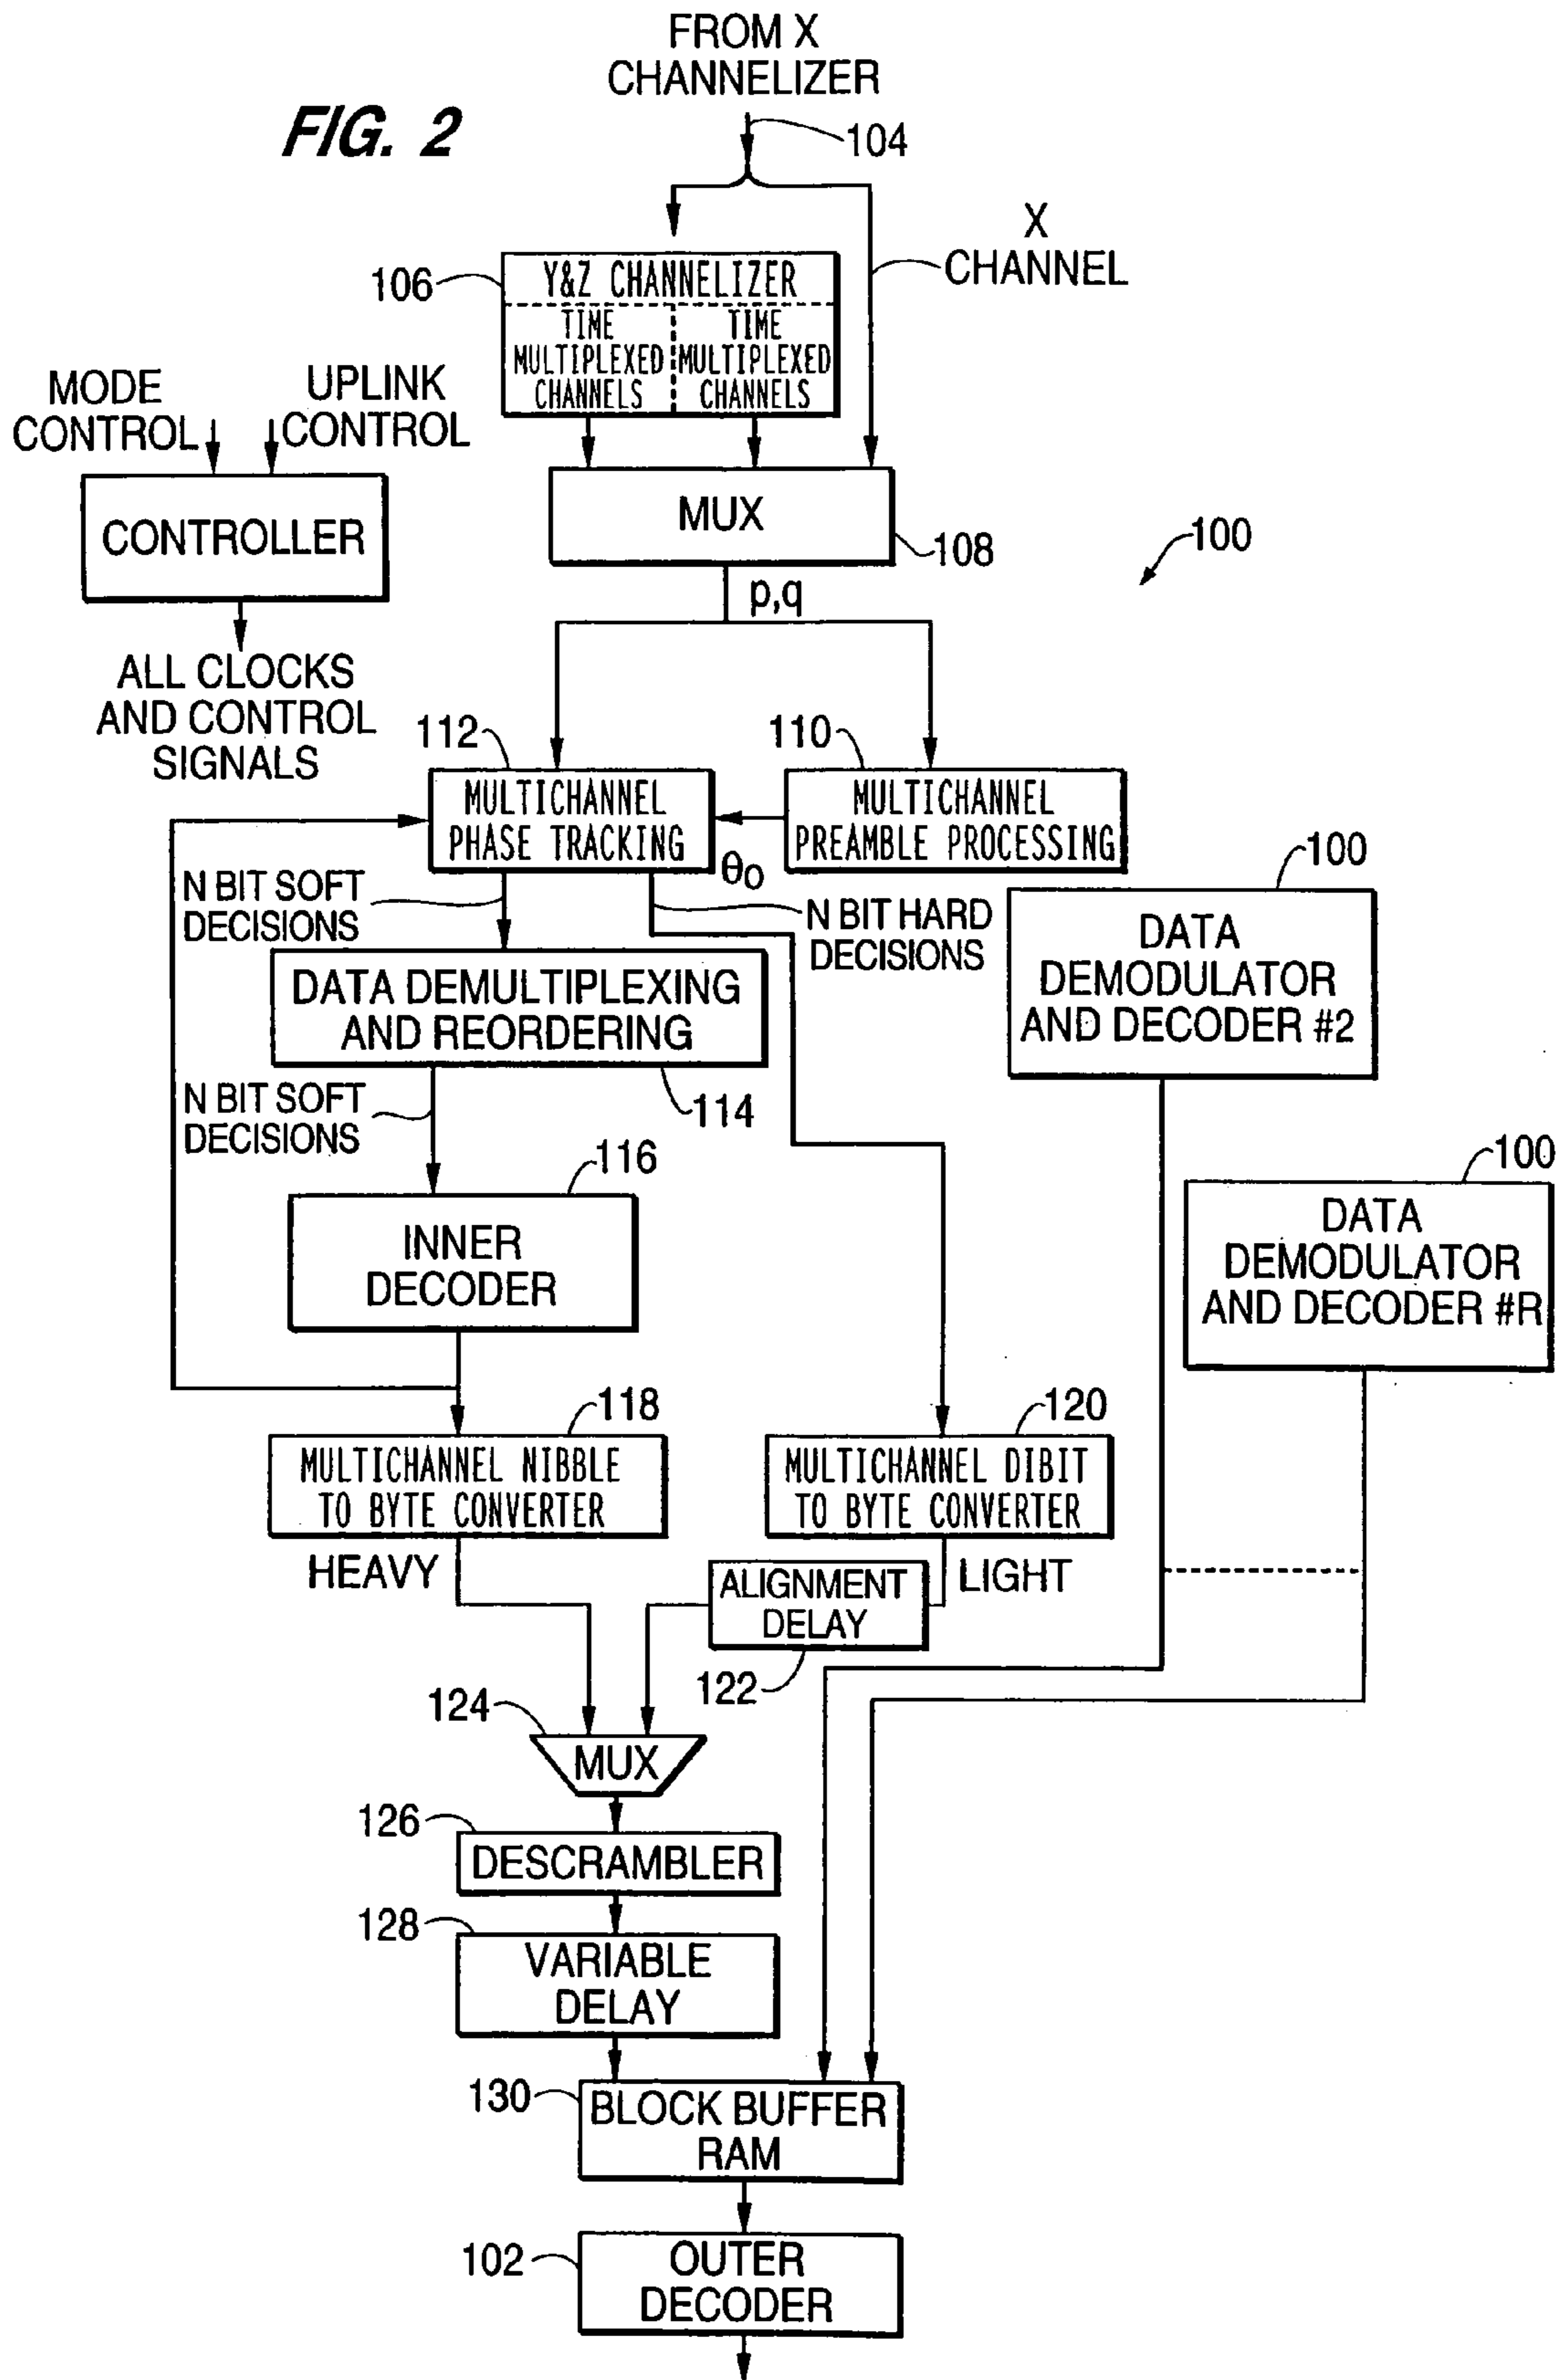 FROM X
CHANNELIZER
FIG. 2
104
X
CHANNEL
106
Y&Z CHANNELIZER
TIME
MULTIPLEXED
CHANNELS
TIME
MULTIPLEXED
CHANNELS
MODE
CONTROL
UPLINK
CONTROL
CONTROLLER
MUX
108
100
p,q
ALL CLOCKS
AND CONTROL
SIGNALS
112
110
MULTICHANNEL
PHASE TRACKING
MULTICHANNEL
PREAMBLE PROCESSING
θ0
100
N BIT SOFT
DECISIONS
N BIT HARD
DECISIONS
DATA
DEMODULATOR
AND DECODER #2
DATA DEMULTIPLEXING
AND REORDERING
114
N BIT SOFT
DECISIONS
116
100
INNER
DECODER
DATA
DEMODULATOR
AND DECODER #R
118
120
MULTICHANNEL NIBBLE
TO BYTE CONVERTER
MULTICHANNEL DIBIT
TO BYTE CONVERTER
HEAVY
LIGHT
ALIGNMENT
DELAY
122
124
MUX
126
DESCRAMBLER
128
VARIABLE
DELAY
130
BLOCK BUFFER
RAM
102
OUTER
DECODER